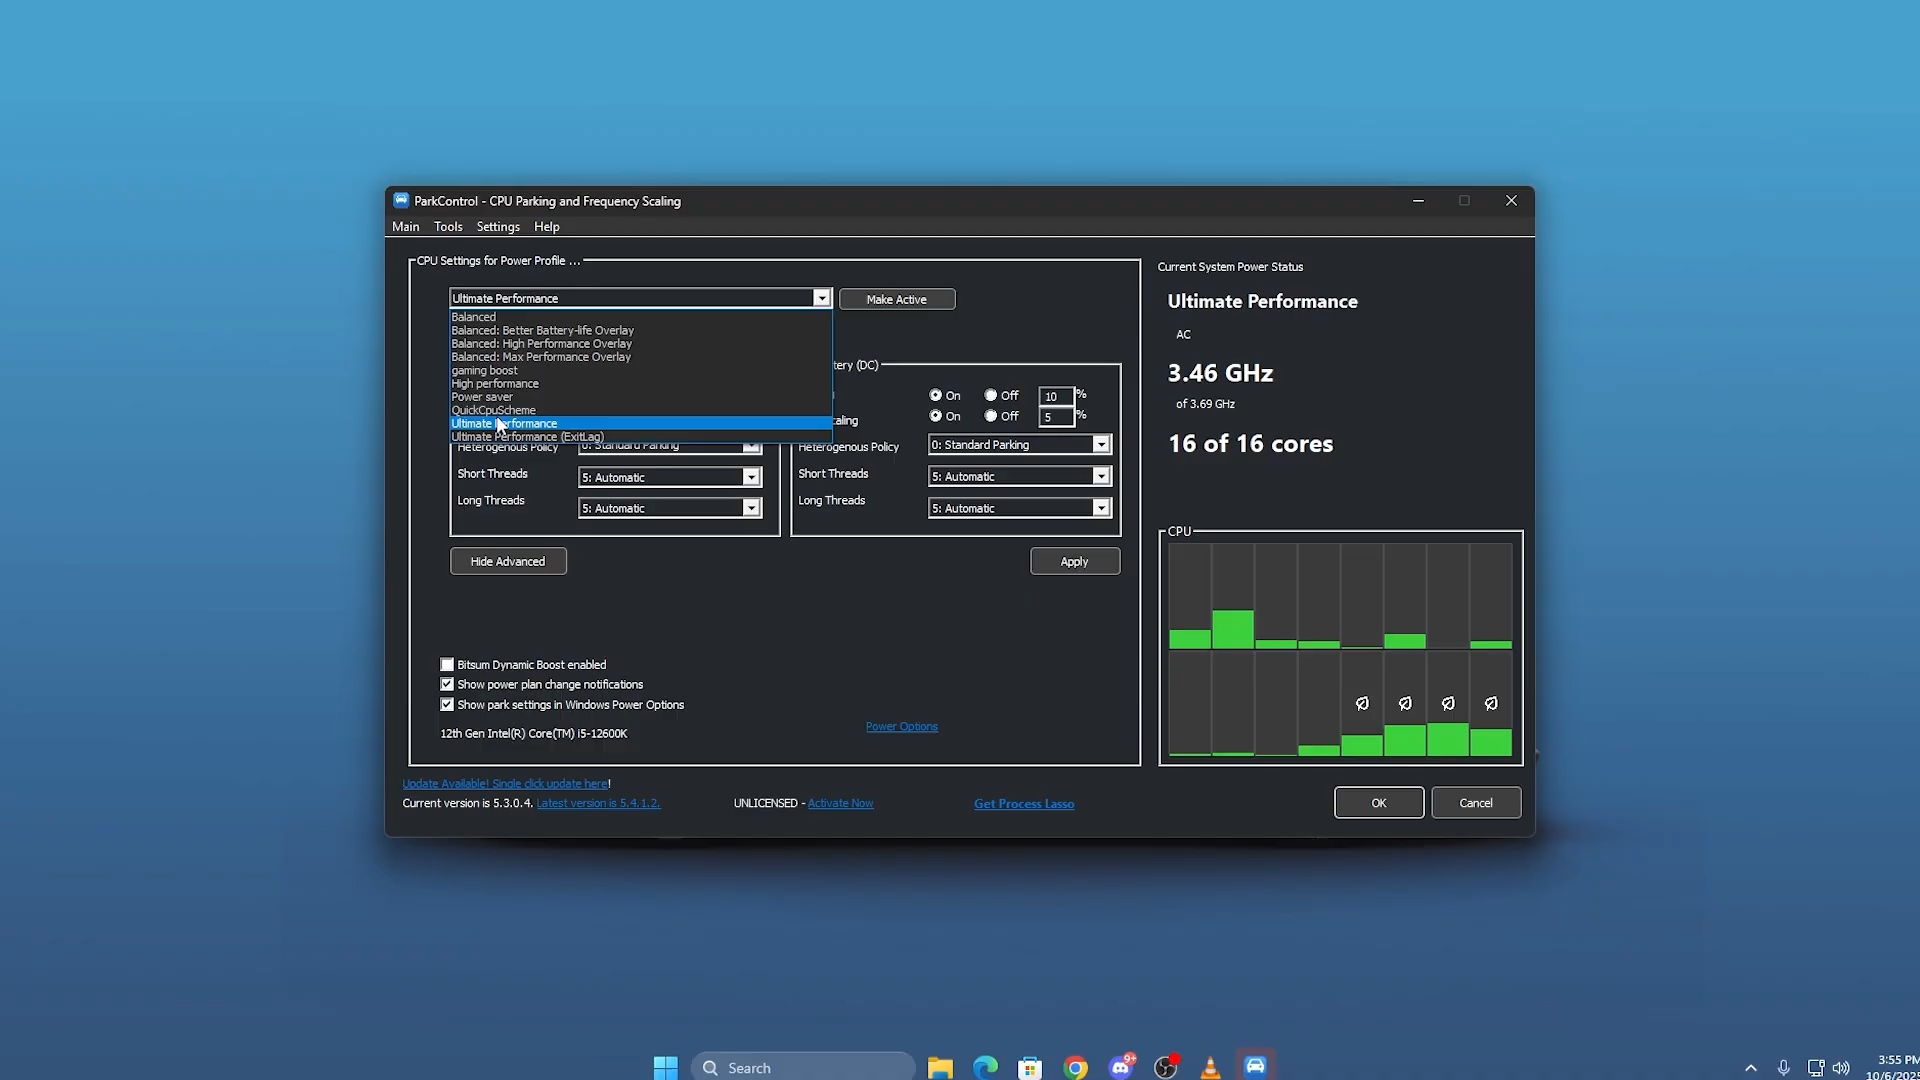 ParkControl - CPU Parking and Frequency Scaling
Main Tools Settings Help
CPU Settings for Power Profile ...
Ultimate Performance
Make Active
Balanced
Balanced: Better Battery-life Overlay
Balanced: High Performance Overlay
Balanced: Max Performance Overlay
gaming boost
High performance
Power saver
QuickCpuScheme
Ultimate Performance
Ultimate Performance (ExitLag)
Heterogenous Policy
0: Standard Parking
Short Threads
5: Automatic
Long Threads
5: Automatic
(DC)
On Off 10 %
On Off 5 %
Heterogenous Policy
0: Standard Parking
Short Threads
5: Automatic
Long Threads
5: Automatic
Hide Advanced
Apply
Bitsum Dynamic Boost enabled
Show power plan change notifications
Show park settings in Windows Power Options
12th Gen Intel(R) Core(TM) i5-12600K
Power Options
Current System Power Status
Ultimate Performance
AC
3.46 GHz
of 3.69 GHz
16 of 16 cores
CPU
Update Available! Single click update here!
Current version is 5.3.0.4. Latest version is 5.4.1.2.
UNLICENSED - Activate Now
Get Process Lasso
OK
Cancel
Search
9+
3:55 PM
10/6/202